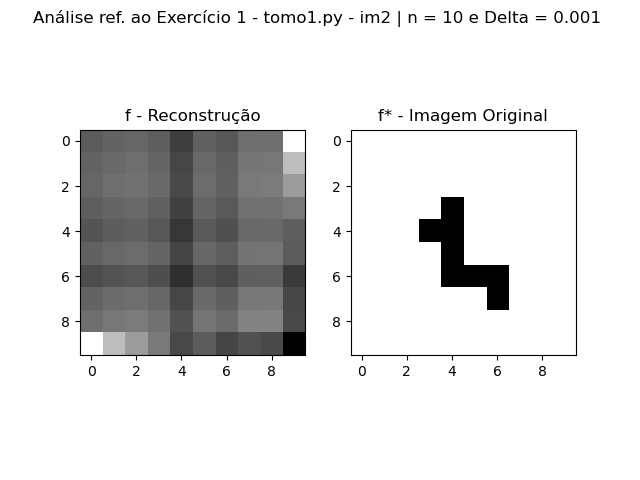 Análise ref. ao Exercício 1 - tomo1.py - im2 | n = 10 e Delta = 0.001
f - Reconstrução
f* - Imagem Original
0
2
4
6
8
0 2 4 6 8
0
2
4
6
8
0 2 4 6 8